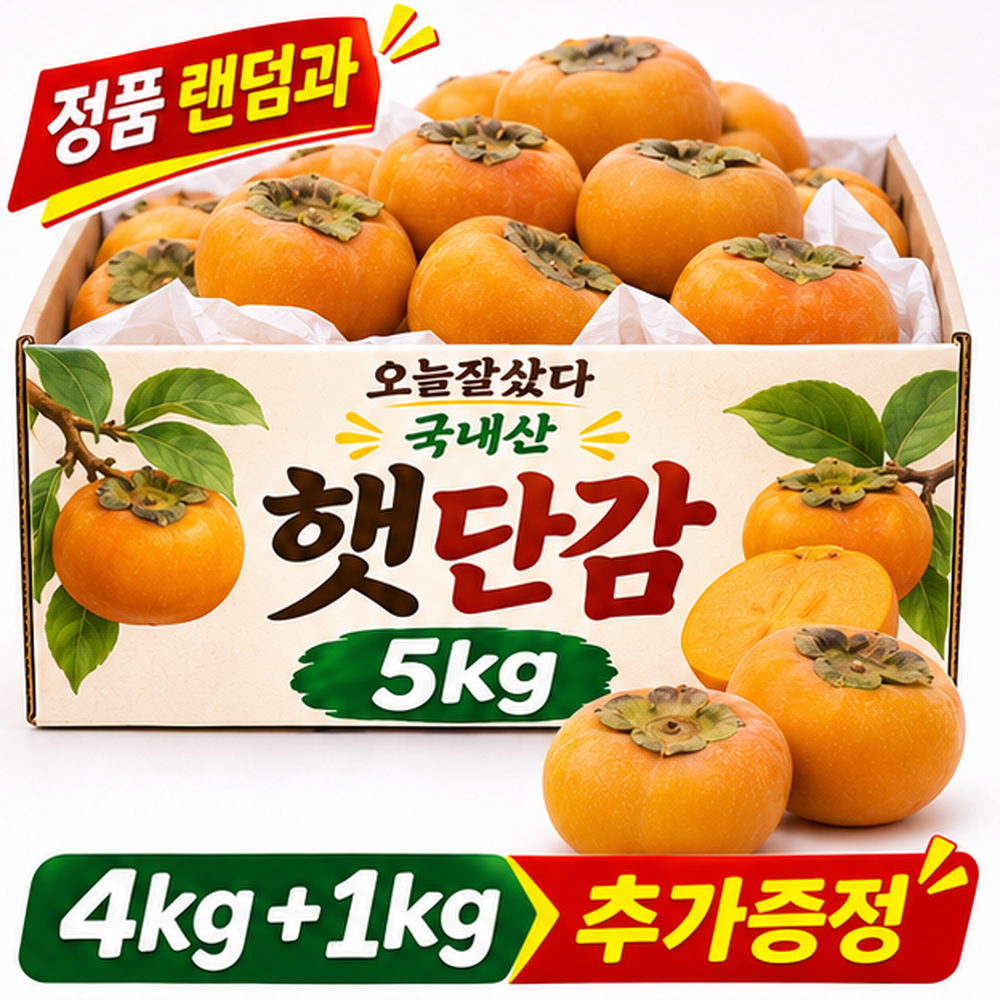 정품 랜덤과
오늘잘샀다
국내산
햇단감
5kg
4kg+1kg 추가증정